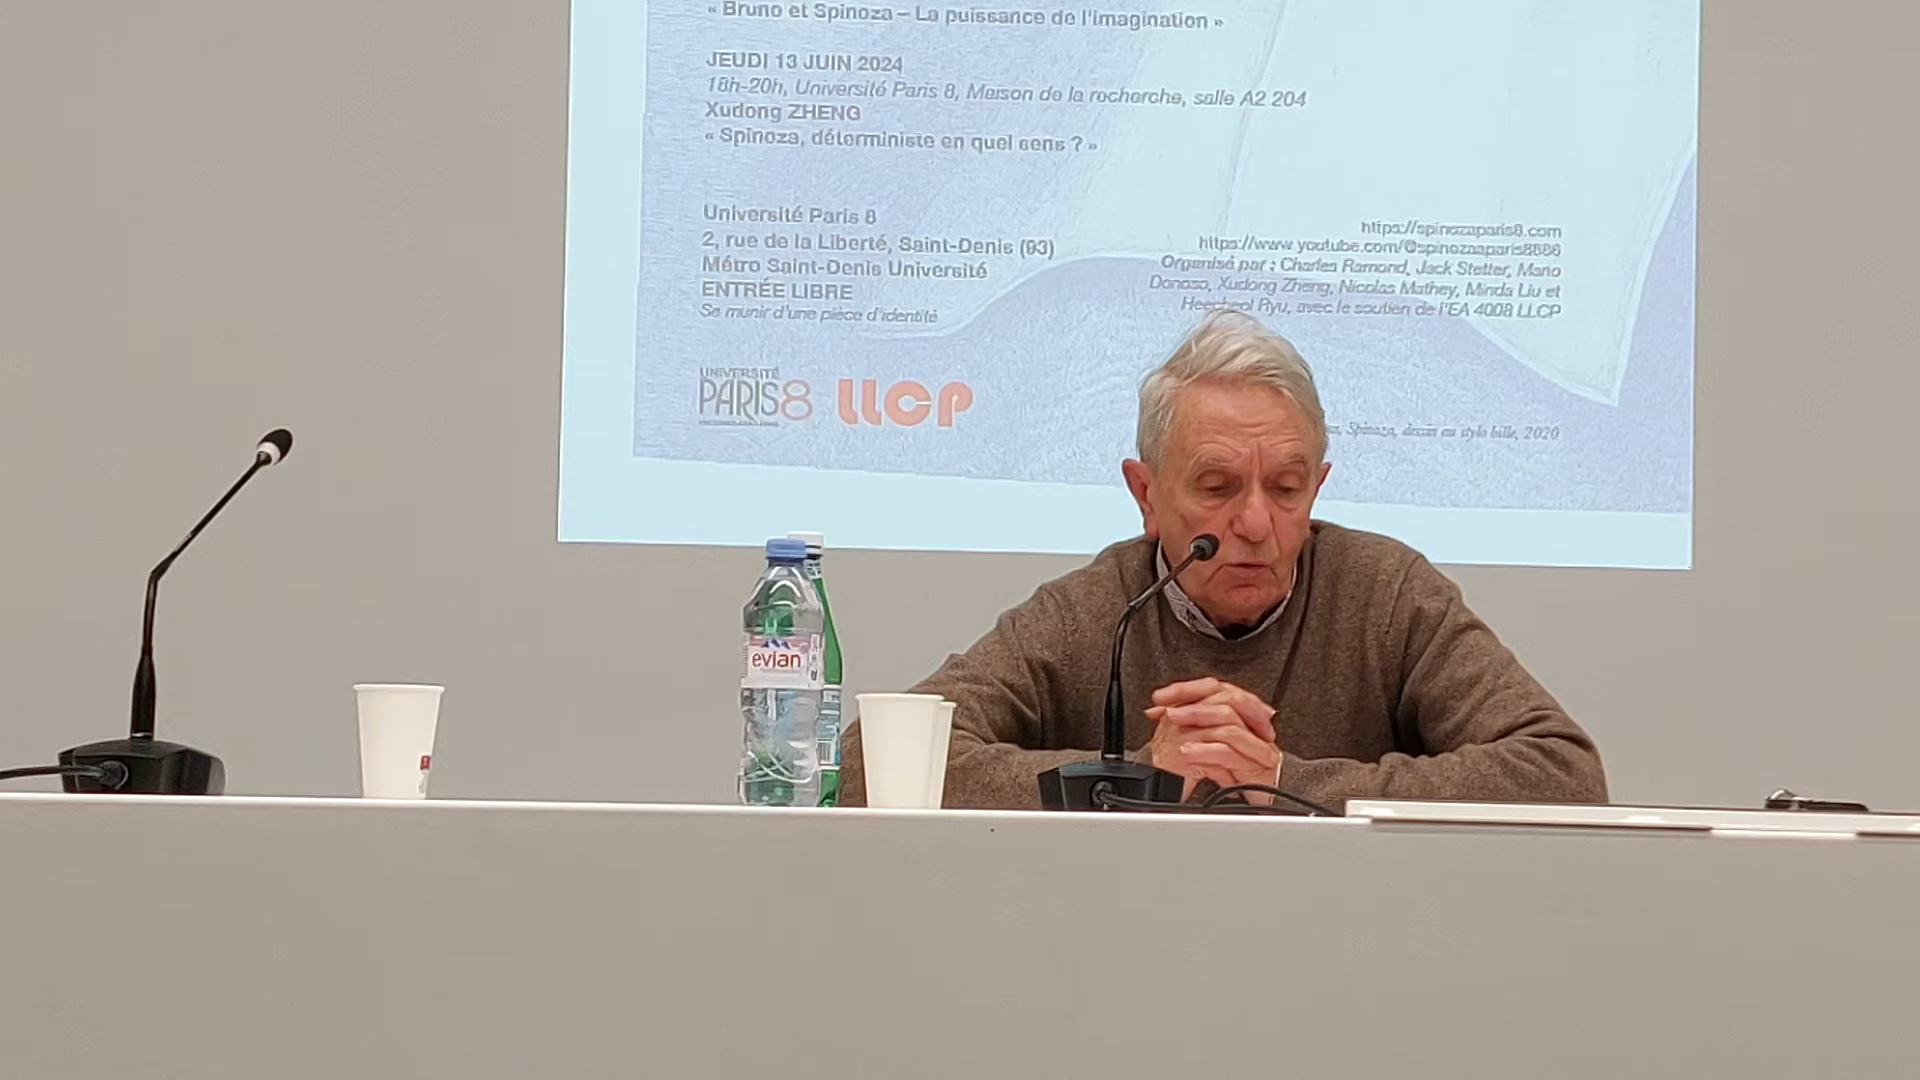 « Bruno et Spinoza – La puissance de l'imagination »
JEUDI 13 JUIN 2024
18h-20h, Université Paris 8, Maison de la recherche, salle A2 204
Xudong ZHENG
« Spinoza, déterministe en quel sens ? »
Université Paris 8
2, rue de la Liberté, Saint-Denis (93)
Métro Saint-Denis Université
ENTRÉE LIBRE
Se munir d'une pièce d'identité
https://spinozaparis8.com
https://www.youtube.com/@spinozaparis8886
Organisé par : Charles Ramond, Jack Stetter, Mario
Donoso, Xudong Zheng, Nicolas Mathey, Minda Liu et
Heecheol Ryu, avec le soutien de l'EA 4008 LLCP
UNIVERSITÉ
PARIS8
LLCP
Spinoza, dessin au stylo bille, 2020
evian